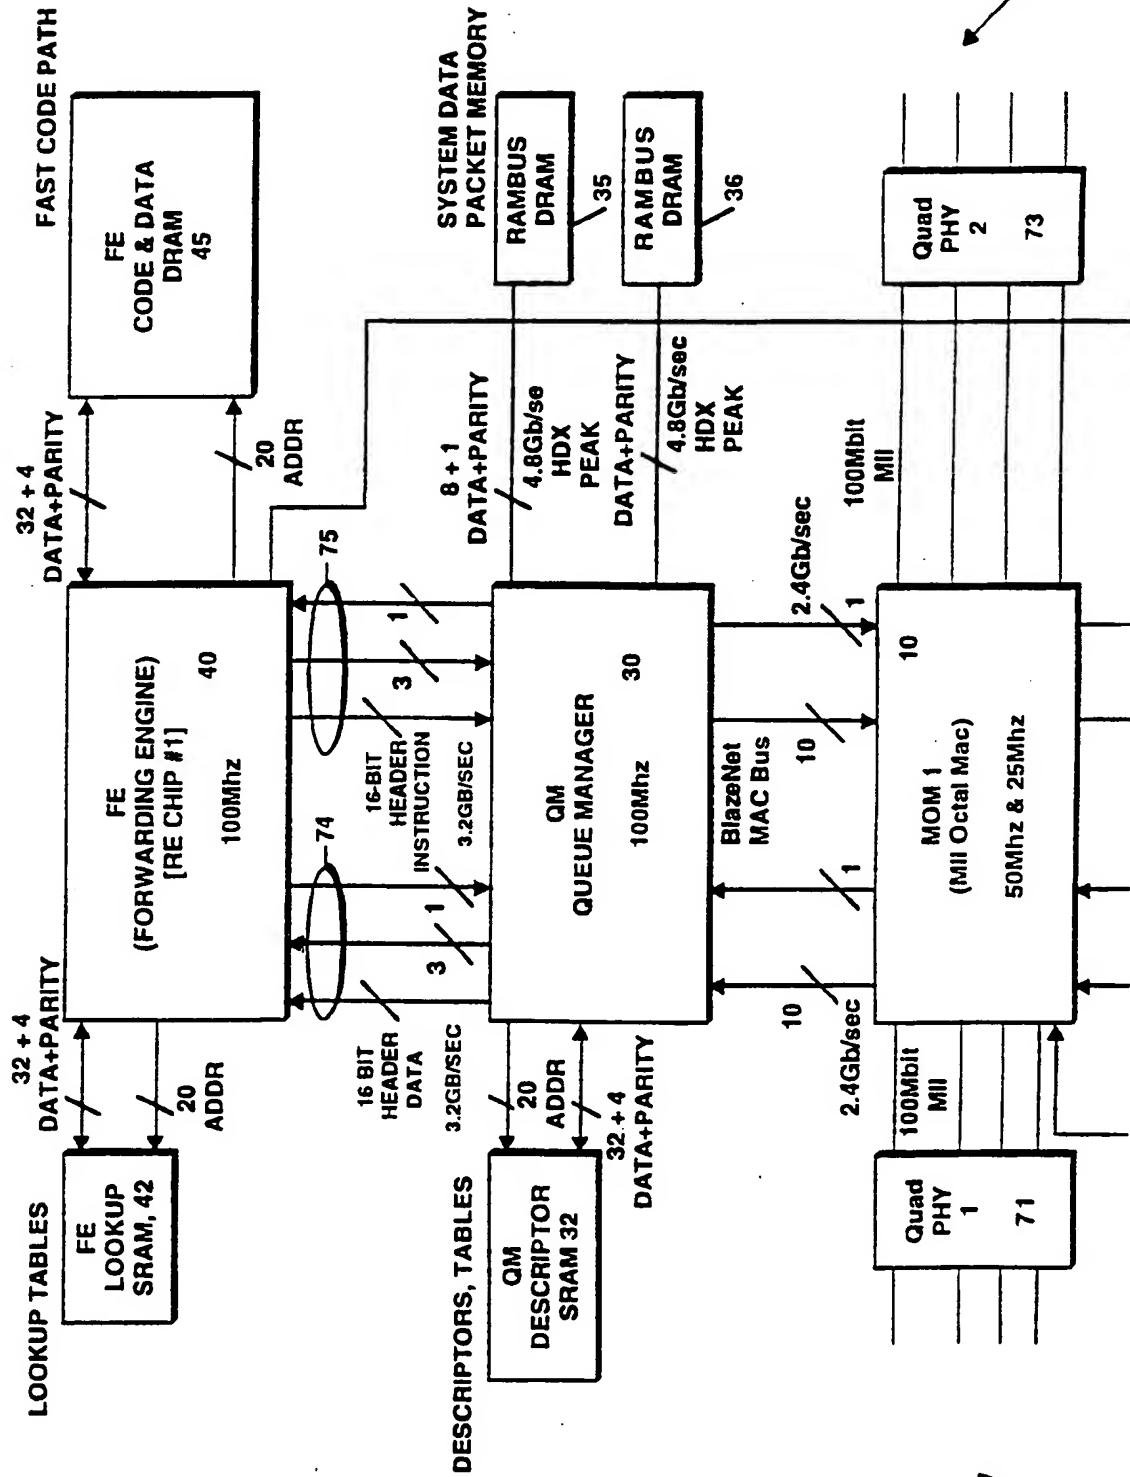 LOOKUP TABLES
FE
LOOKUP
SRAM, 42
32 + 4
DATA+PARITY
20
ADDR
FE
(FORWARDING ENGINE)
[RE CHIP #1]
40
100Mhz
32 + 4
DATA+PARITY
20
ADDR
FAST CODE PATH
FE
CODE & DATA
DRAM
45
74
75
16 BIT
HEADER
DATA
3.2GB/SEC
3
1
16-BIT
HEADER
INSTRUCTION
3.2GB/SEC
3
1
DESCRIPTORS, TABLES
QM
DESCRIPTOR
SRAM 32
20
ADDR
32 + 4
DATA+PARITY
QM
QUEUE MANAGER
30
100Mhz
8 + 1
DATA+PARITY
4.8Gb/se
HDX
PEAK
DATA+PARITY
4.8Gb/sec
HDX
PEAK
SYSTEM DATA
PACKET MEMORY
RAMBUS
DRAM
35
RAMBUS
DRAM
36
10
2.4Gb/sec
1
BlazeNet
MAC Bus
10
2.4Gb/sec
1
Quad
PHY
1
71
100Mbit
MII
MOM 1
(MII Octal Mac)
10
50Mhz & 25Mhz
100Mbit
MII
Quad
PHY
2
73